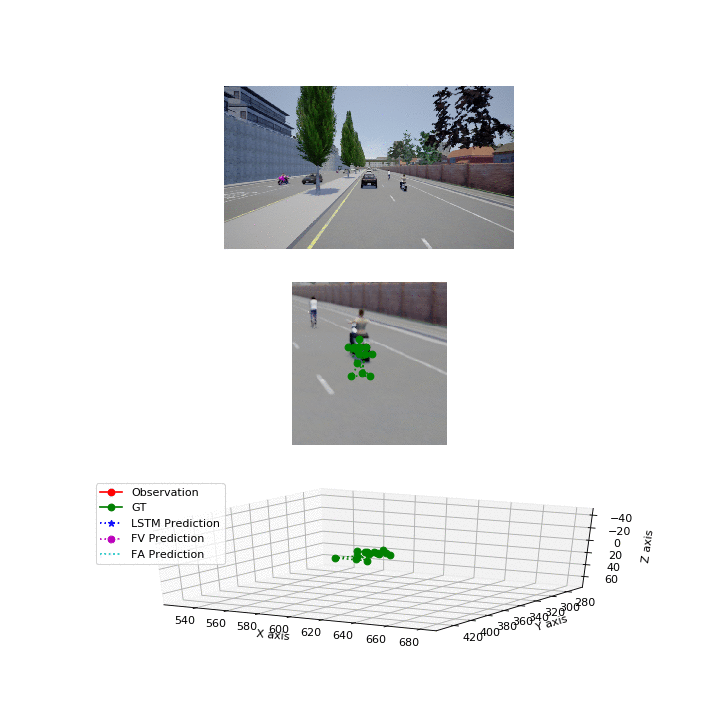 Observation
GT
LSTM Prediction
FV Prediction
FA Prediction
−40
−20
0
20
40
60
Z axis
540
560
580
600
620
640
660
680
X axis
420
400
380
360
340
320
300
280
Y axis